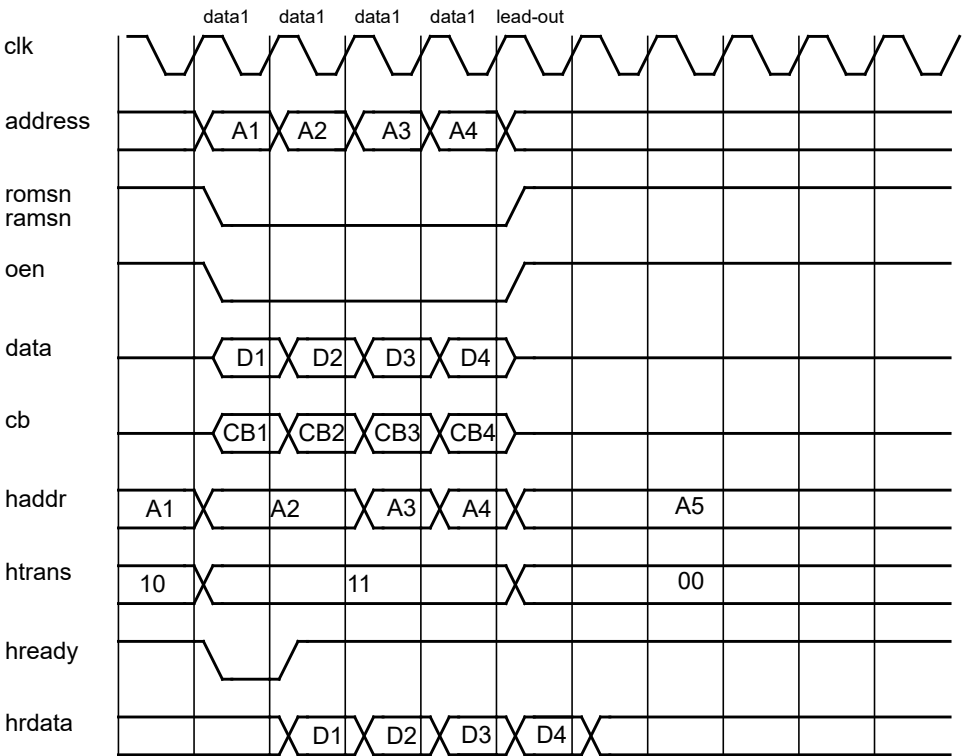 data1 data1 data1 data1 lead-out
clk
address A1 A2 A3 A4
romsn
ramsn
oen
data D1 D2 D3 D4
cb CB1 CB2 CB3 CB4
haddr A1 A2 A3 A4 A5
htrans 10 11 00
hready
hrdata D1 D2 D3 D4